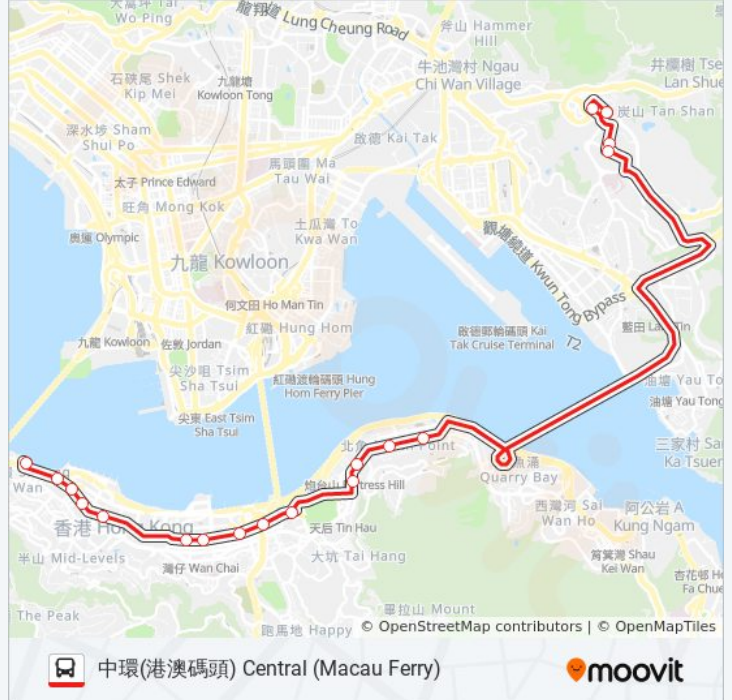 大窩坪 Tai
Wo Ping
龍翔道 Lung Cheung Road
斧山 Hammer
Hill
牛池灣村 Ngau
Chi Wan Village
井欄樹 Tse
Lan Shue
石硤尾 Shek
Kip Mei
九龍塘
Kowloon Tong
炭山 Tan Shan
深水埗 Sham
Shui Po
啟德 Kai Tak
馬頭圍 Ma
Tau Wai
太子 Prince Edward
旺角 Mong Kok
土瓜灣 To
Kwa Wan
奧運 Olympic
觀塘繞道 Kwun Tong Bypass
九龍 Kowloon
何文田 Ho Man Tin
紅磡 Hung Hom
啟德郵輪碼頭 Kai
Tak Cruise Terminal
T2
藍田 La Tin
九龍 Kowloon
佐敦 Jordan
尖沙咀 Tsim
Sha Tsui
紅磡渡輪碼頭 Hung
Hom Ferry Pier
油塘 Yau To
油塘 Yau Tong
尖東 East Tsim
Sha Tsui
北角 Point
三家村 Sa
Ka Tsuen
魚涌
Quarry Bay
Wan
炮台山 rtress Hill
西灣河 Sai
Wan Ho
阿公岩 A
Kung Ngam
香港 Ho Kong
天后 Tin Hau
半山 Mid-Levels
灣仔 Wan Chai
大坑 Tai Hang
筲箕灣 Shau
Kei Wan
杏花邨 H
Fa Chue
The Peak
畢拉山 Mount
跑馬地 Happy
© OpenStreetMap contributors | © OpenMapTiles
中環(港澳碼頭) Central (Macau Ferry)
moovit